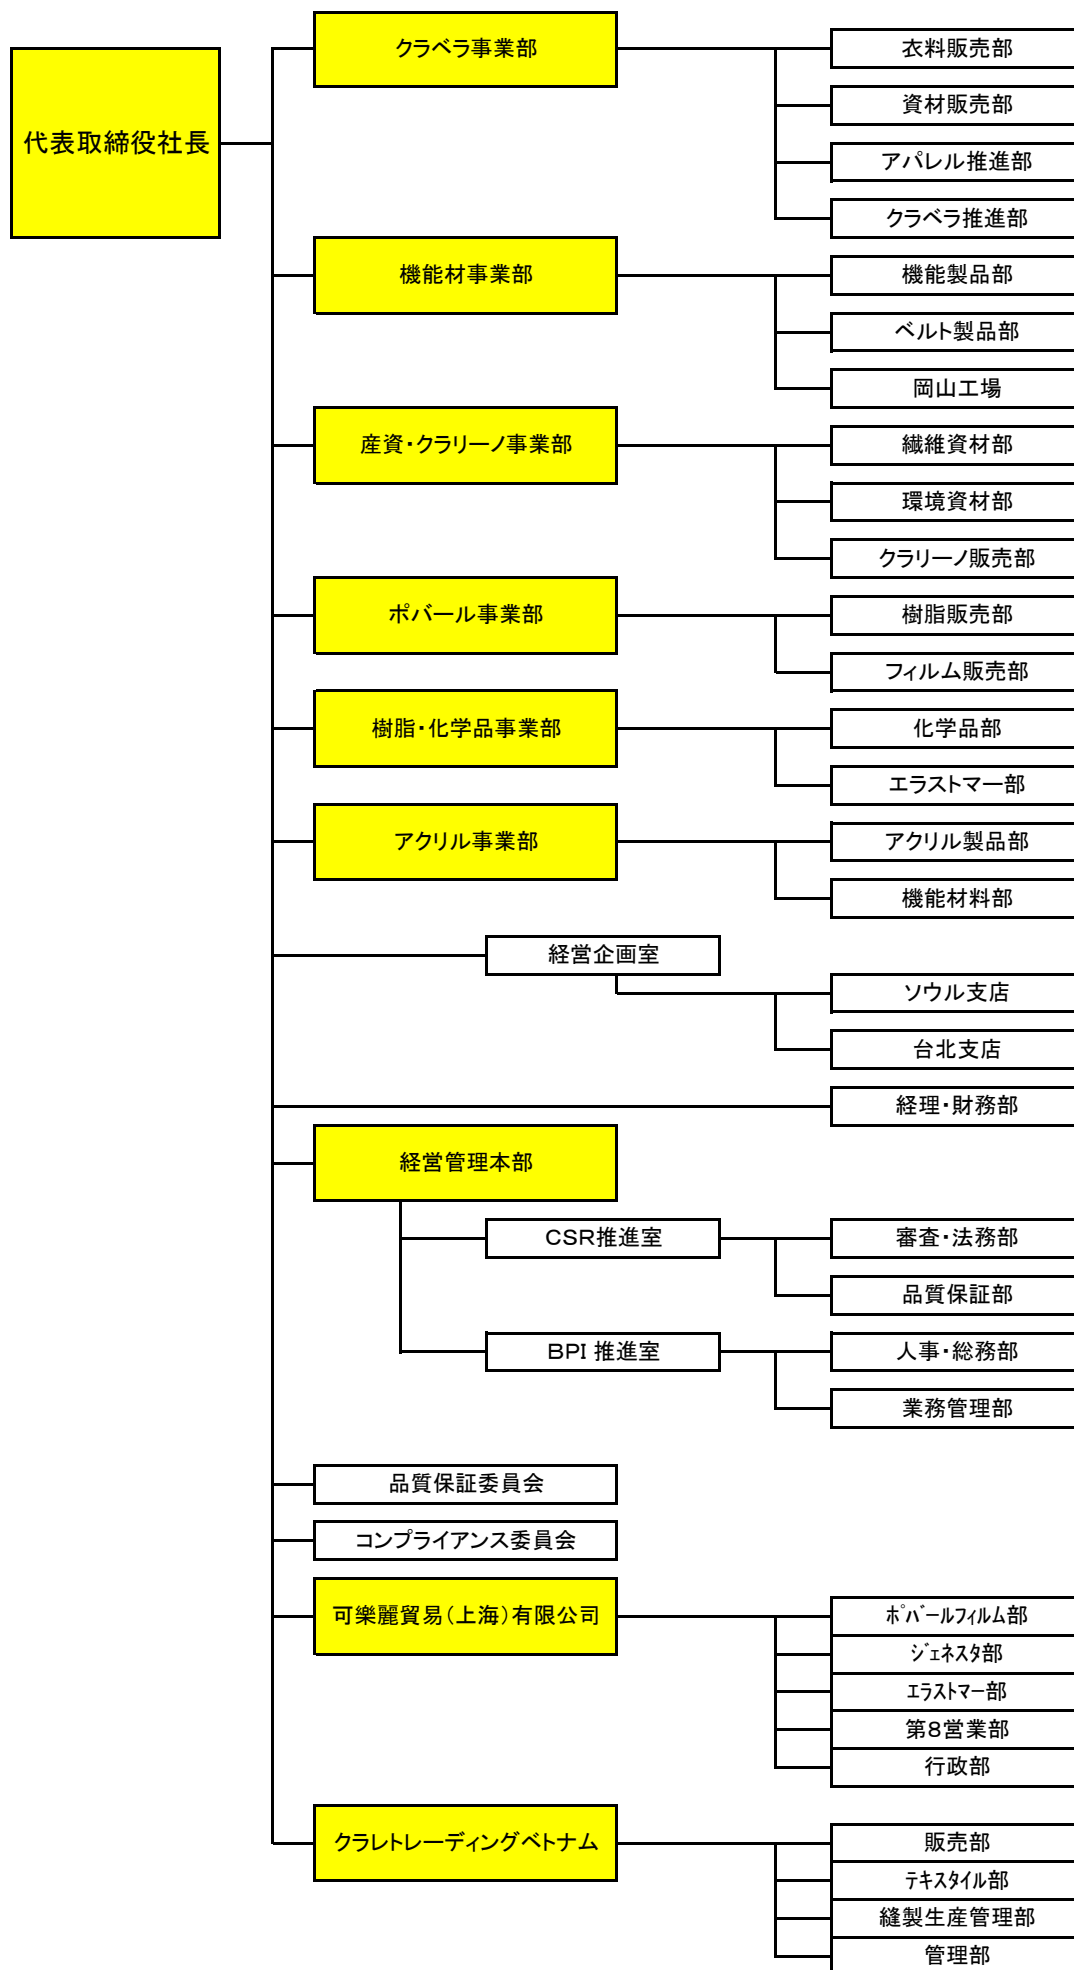 代表取締役社長
クラベラ事業部
衣料販売部
資材販売部
アパレル推進部
クラベラ推進部
機能材事業部
機能製品部
ベルト製品部
岡山工場
産資・クラリーノ事業部
繊維資材部
環境資材部
クラリーノ販売部
ポバール事業部
樹脂販売部
フィルム販売部
樹脂・化学品事業部
化学品部
エラストマー部
アクリル事業部
アクリル製品部
機能材料部
経営企画室
ソウル支店
台北支店
経理・財務部
経営管理本部
CSR推進室
審査・法務部
品質保証部
BPI 推進室
人事・総務部
業務管理部
品質保証委員会
コンプライアンス委員会
可樂麗貿易(上海)有限公司
ﾎﾟﾊﾞｰﾙﾌｨﾙﾑ部
ｼﾞｪﾈｽﾀ部
ｴﾗｽﾄﾏｰ部
第8営業部
行政部
クラレトレーディングベトナム
販売部
ﾃｷｽﾀｲﾙ部
縫製生産管理部
管理部